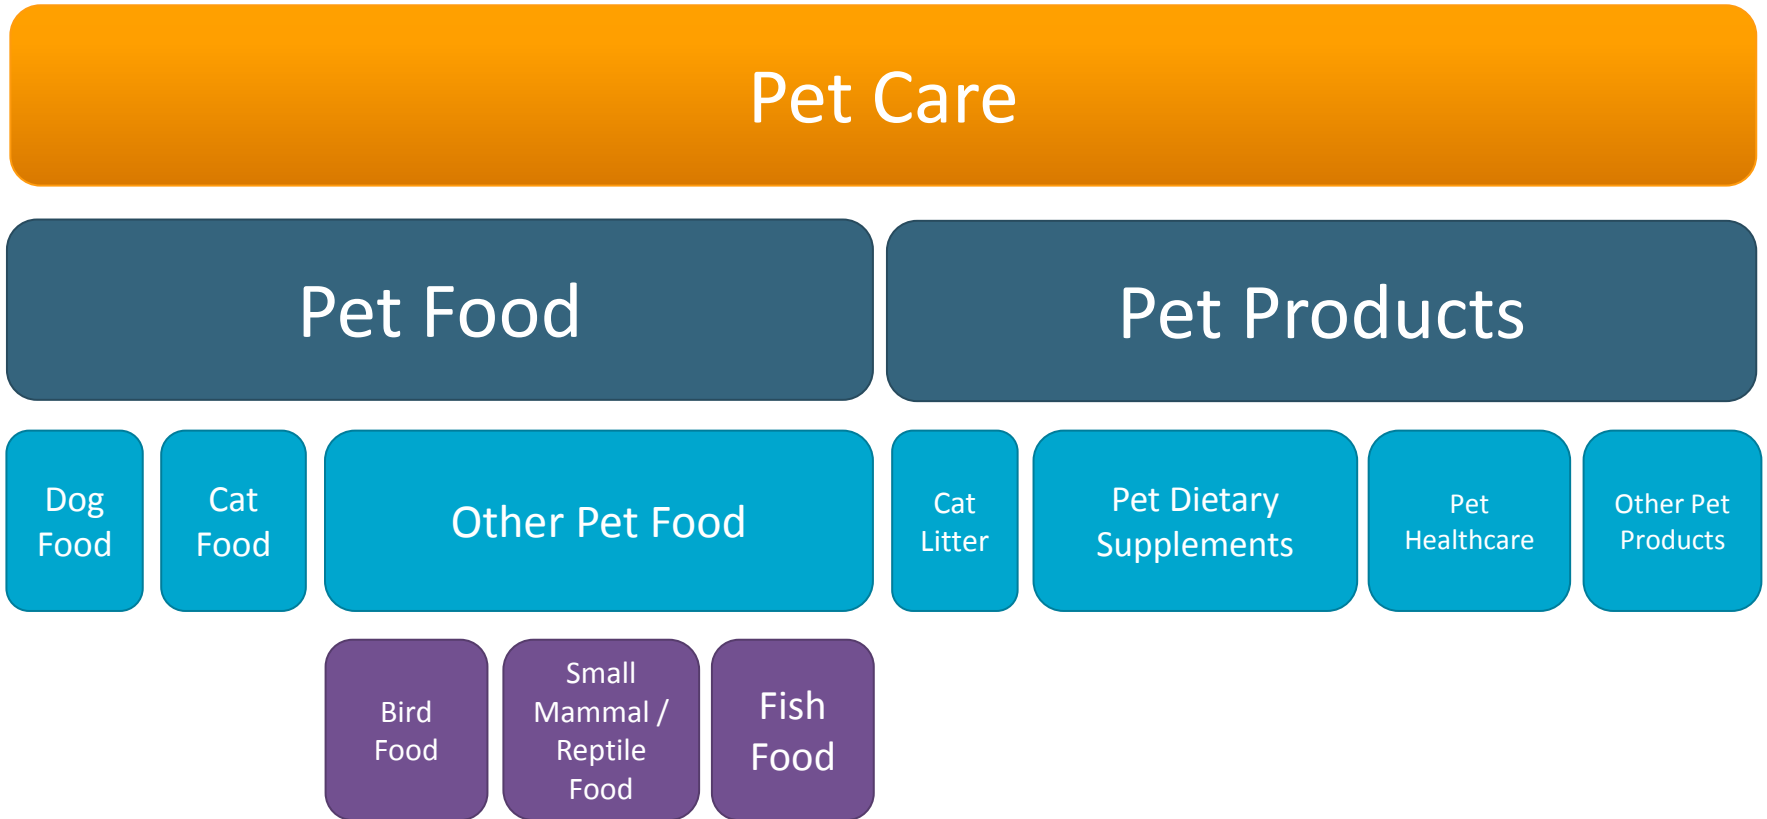 Pet Care
Pet Food
Pet Products
Dog
Food
Cat
Food
Other Pet Food
Cat
Litter
Pet Dietary
Supplements
Pet
Healthcare
Other Pet
Products
Bird
Food
Small
Mammal /
Reptile
Food
Fish
Food